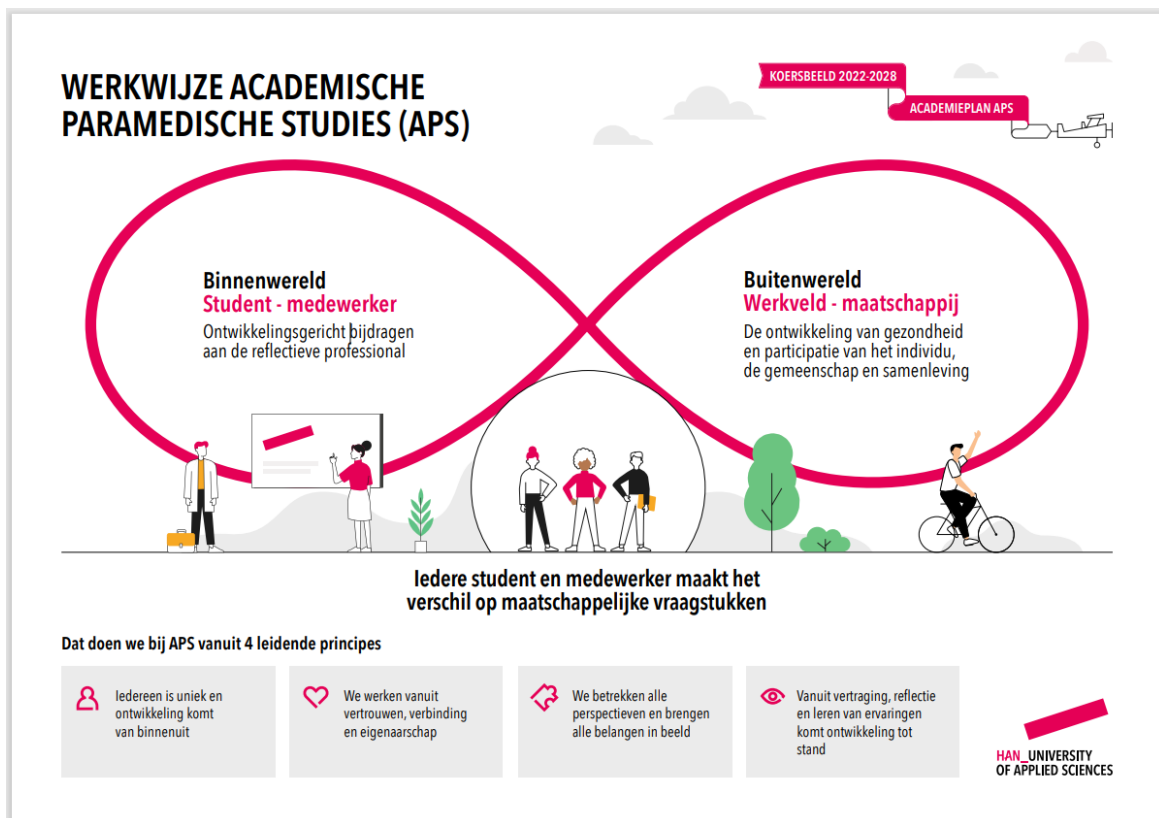 WERKWIJZE ACADEMISCHE
PARAMEDISCHE STUDIES (APS)
KOERSBEELD 2022-2028
ACADEMIEPLAN APS
Binnenwereld
Student - medewerker
Ontwikkelingsgericht bijdragen
aan de reflectieve professional
Buitenwereld
Werkveld - maatschappij
De ontwikkeling van gezondheid
en participatie van het individu,
de gemeenschap en samenleving
Iedere student en medewerker maakt het
verschil op maatschappelijke vraagstukken
Dat doen we bij APS vanuit 4 leidende principes
Iedereen is uniek en
ontwikkeling komt
van binnenuit
We werken vanuit
vertrouwen, verbinding
en eigenaarschap
We betrekken alle
perspectieven en brengen
alle belangen in beeld
Vanuit vertraging, reflectie
en leren van ervaringen
komt ontwikkeling tot
stand
HAN_UNIVERSITY
OF APPLIED SCIENCES